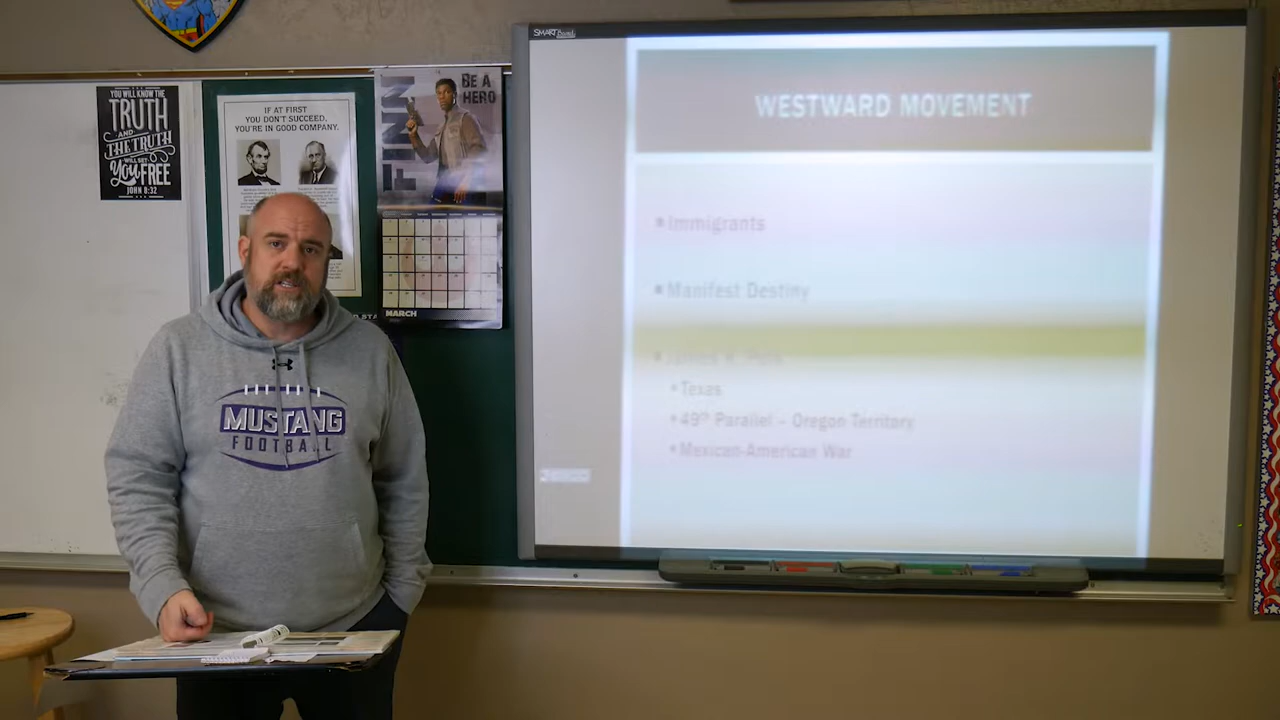 SMART Board
WESTWARD MOVEMENT
YOU WILL KNOW THE
TRUTH
AND
THE TRUTH
WILL SET
You FREE
JOHN 8:32
IF AT FIRST
YOU DON'T SUCCEED,
YOU'RE IN GOOD COMPANY.
FINN
BE A
HERO
MARCH
MUSTANG
FOOTBALL
▪ Immigrants
▪ Manifest Destiny
▪ James K. Polk
▪ Texas
▪ 49th Parallel – Oregon Territory
▪ Mexican-American War